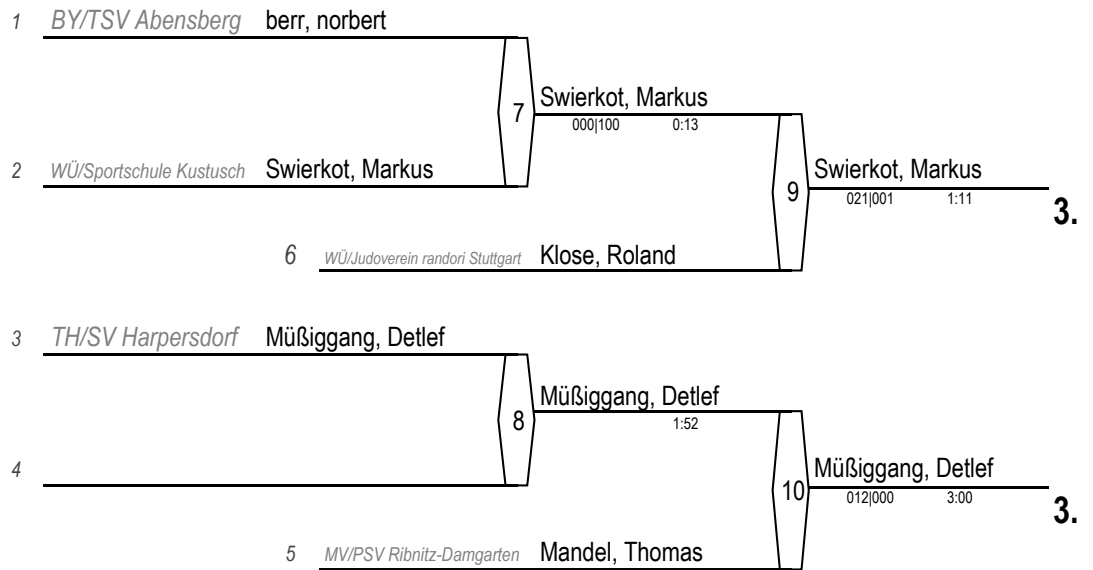 1 BY/TSV Abensberg berr, norbert
7 Swierkot, Markus
000|100 0:13
2 WÜ/Sportschule Kustusch Swierkot, Markus
9 Swierkot, Markus
021|001 1:11
3.
6 WÜ/Judoverein randori Stuttgart Klose, Roland
3 TH/SV Harpersdorf Müßiggang, Detlef
8 Müßiggang, Detlef
1:52
4
10 Müßiggang, Detlef
012|000 3:00
3.
5 MV/PSV Ribnitz-Damgarten Mandel, Thomas